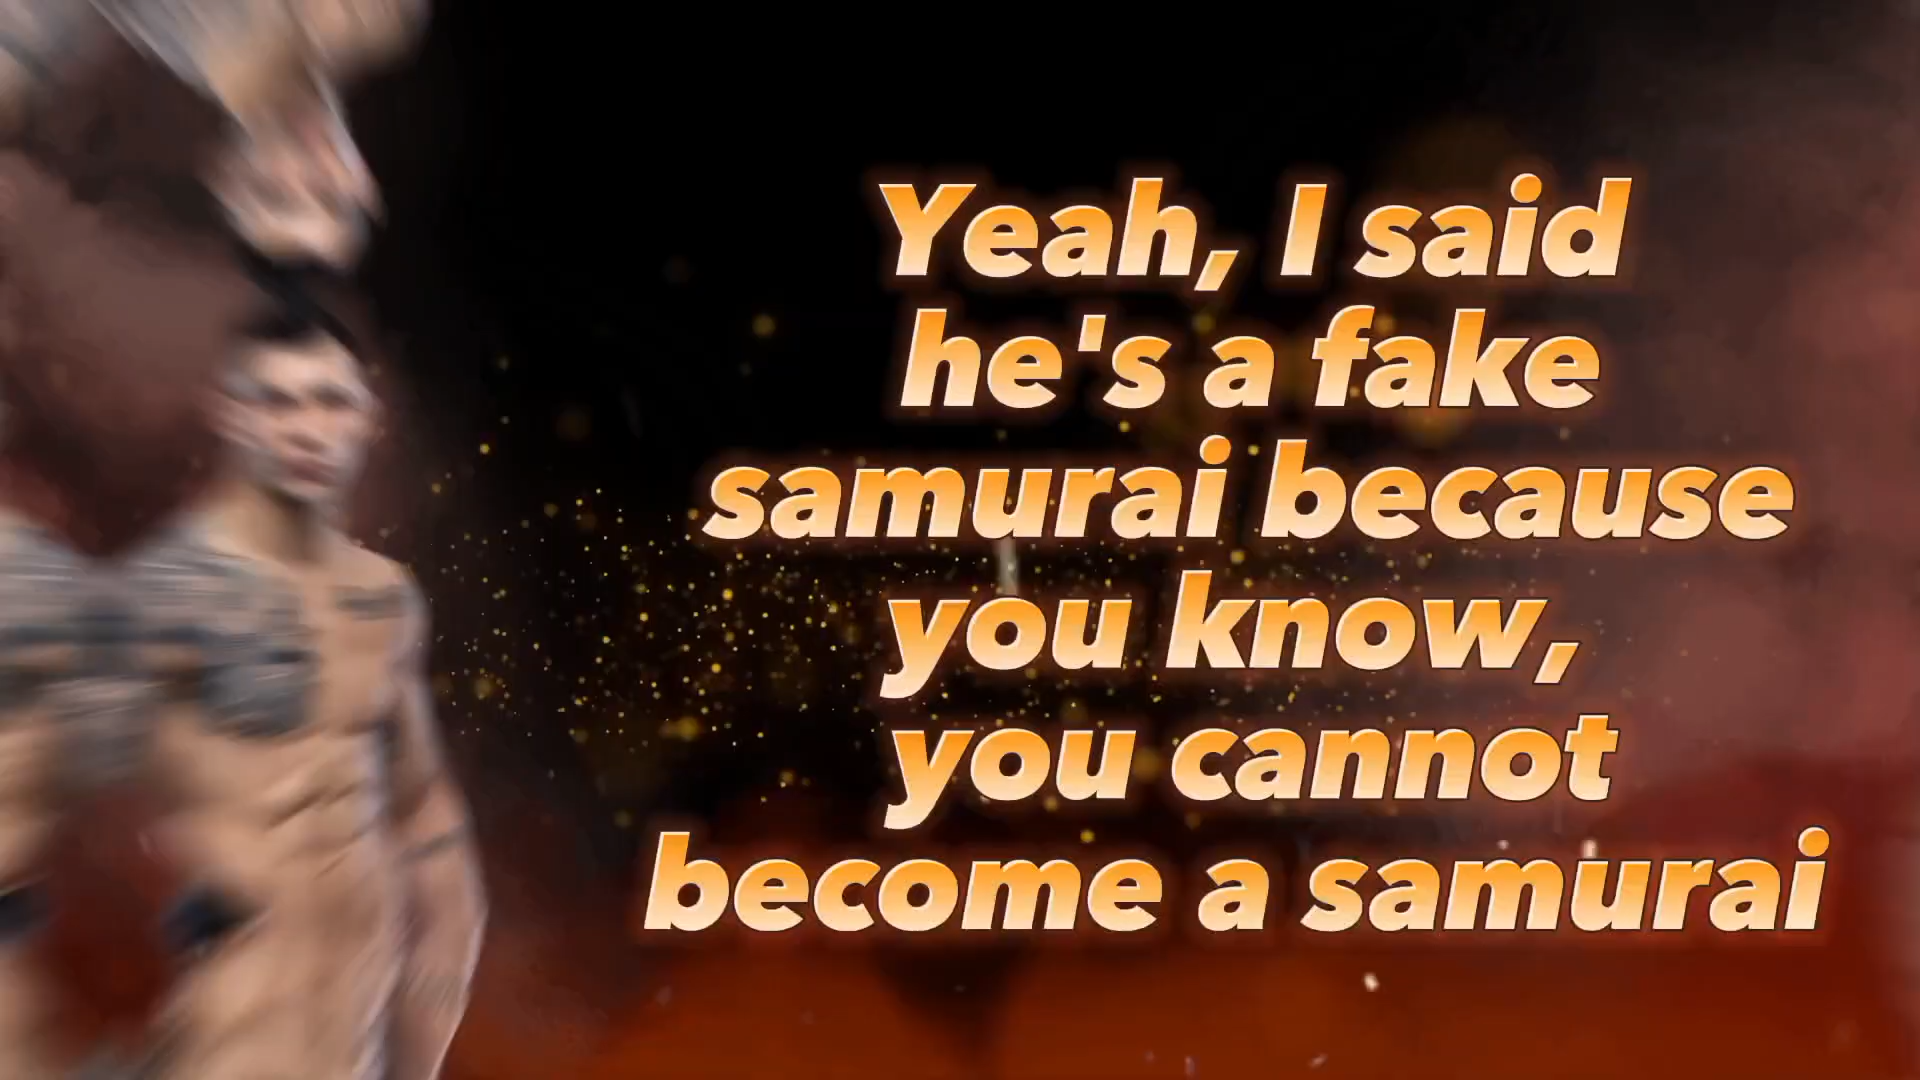 Yeah, I said
he's a fake
samurai because
you know,
you cannot
become a samurai